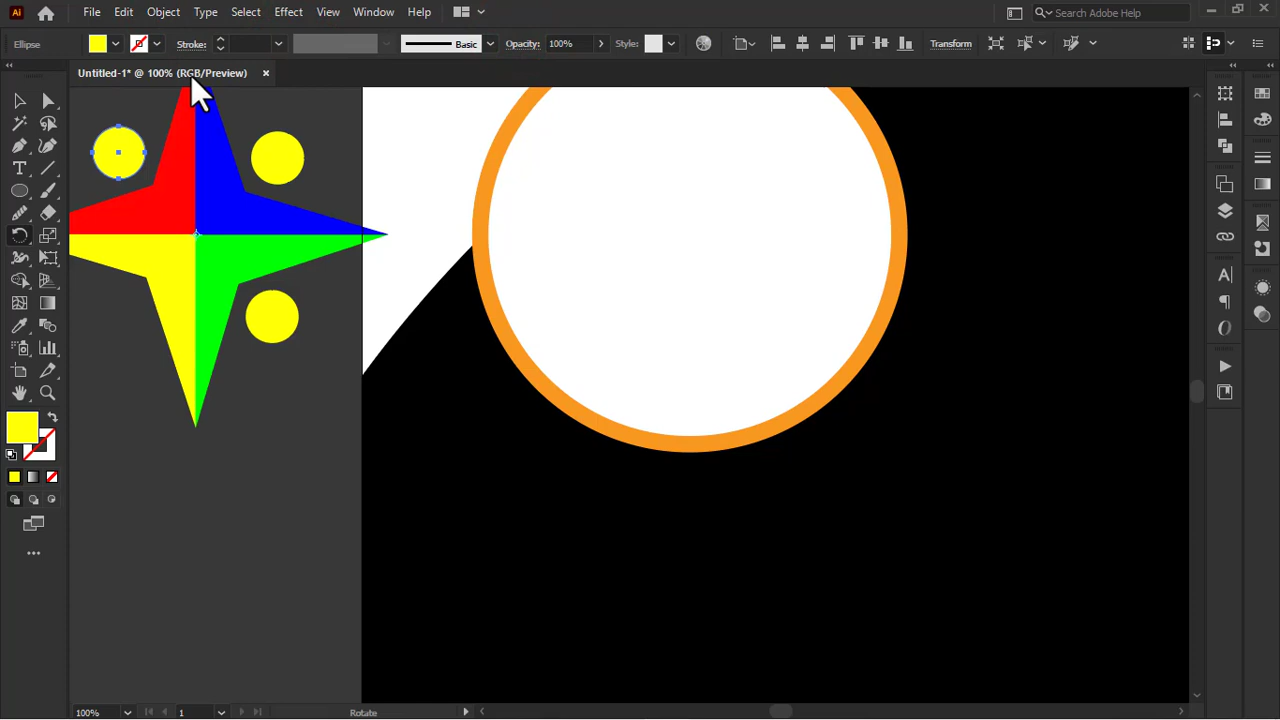 Ai File Edit Object Type Select Effect View Window Help Search Adobe Help
Ellipse Stroke: Basic Opacity: 100% Style: Transform
Untitled-1* @ 100% (RGB/Preview) ×
100% 1 Rotate